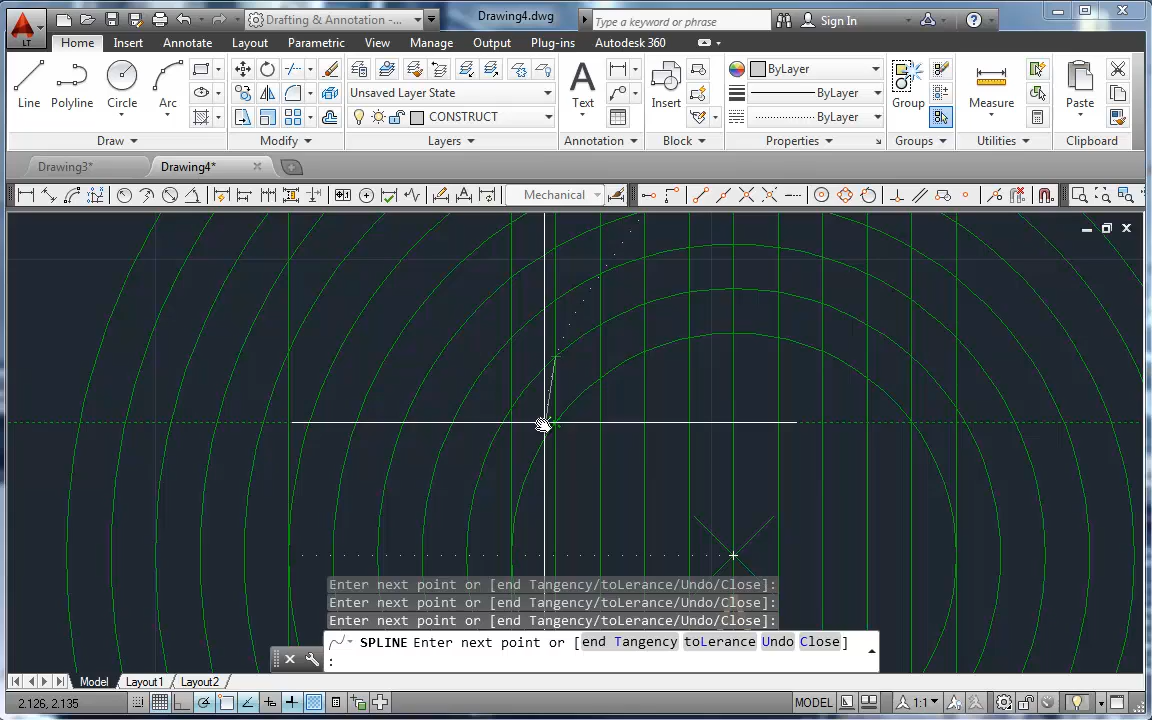 Drafting & Annotation - ...
Drawing4.dwg
Type a keyword or phrase
Sign In
LT
Home Insert Annotate Layout Parametric View Manage Output Plug-ins Autodesk 360
Line Polyline Circle Arc
Unsaved Layer State
CONSTRUCT
Text
Insert
ByLayer
ByLayer
ByLayer
Group
Measure
Paste
Draw Modify Layers Annotation Block Properties Groups Utilities Clipboard
Drawing3* Drawing4*
Mechanical
Enter next point or [end Tangency/toLerance/Undo/Close]:
Enter next point or [end Tangency/toLerance/Undo/Close]:
Enter next point or [end Tangency/toLerance/Undo/Close]:
SPLINE Enter next point or [end Tangency toLerance Undo Close]
:
Model Layout1 Layout2
2.126, 2.135
MODEL
1:1